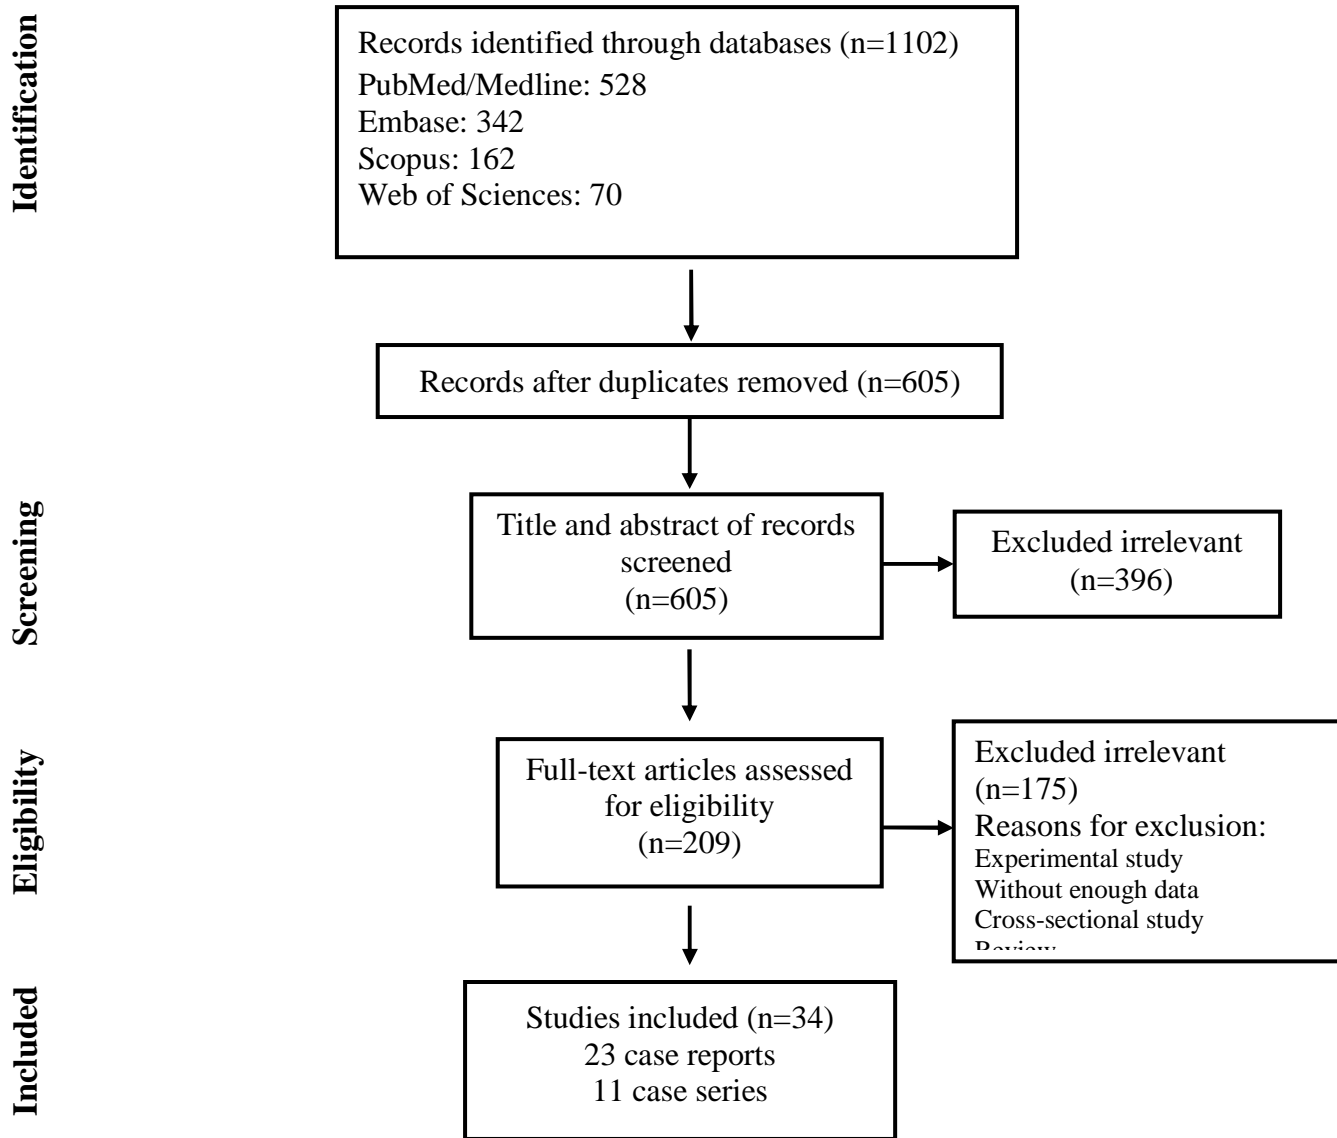 Identification
Records identified through databases (n=1102)
PubMed/Medline: 528
Embase: 342
Scopus: 162
Web of Sciences: 70
Records after duplicates removed (n=605)
Screening
Title and abstract of records
screened
(n=605)
Excluded irrelevant
(n=396)
Eligibility
Full-text articles assessed
for eligibility
(n=209)
Excluded irrelevant
(n=175)
Reasons for exclusion:
Experimental study
Without enough data
Cross-sectional study
Review
Included
Studies included (n=34)
23 case reports
11 case series